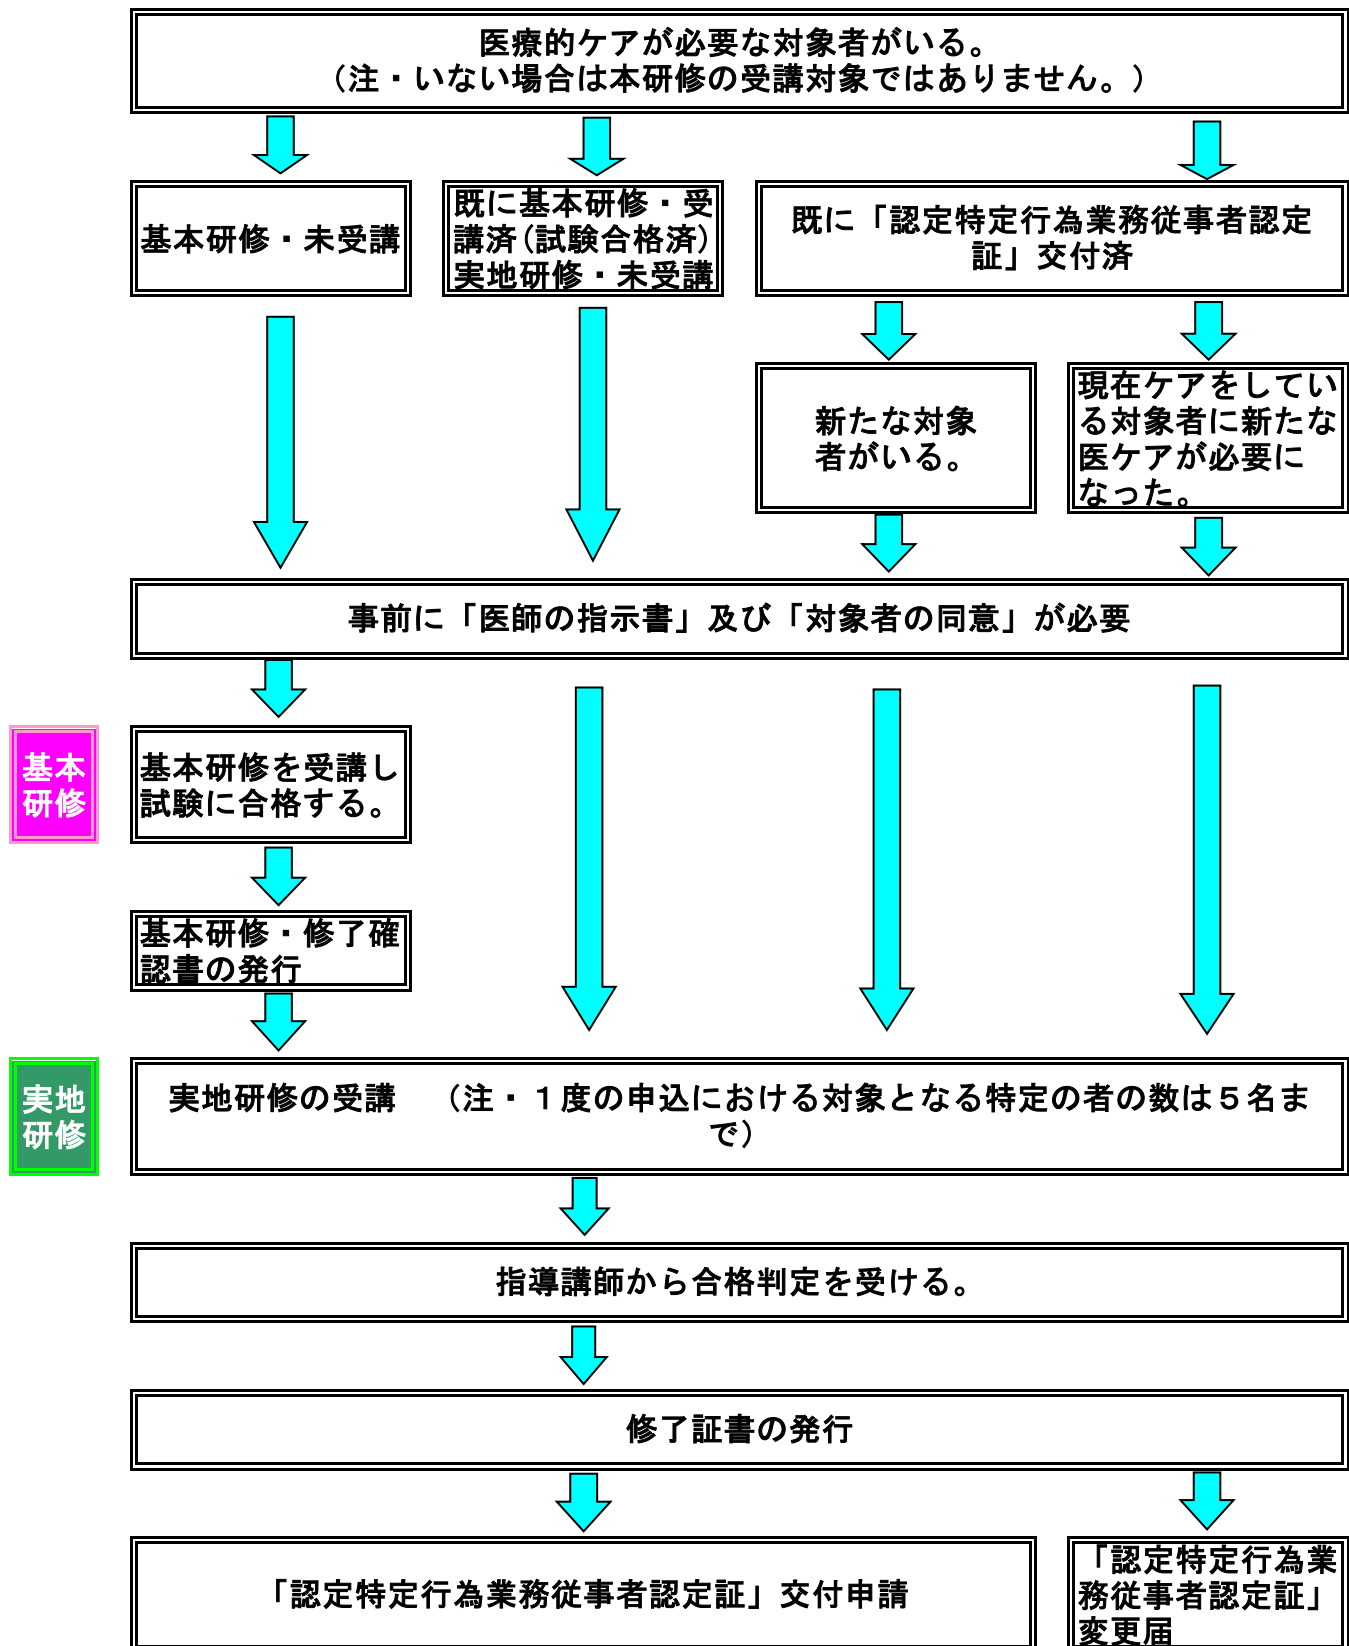 医療的ケアが必要な対象者がいる。
（注・いない場合は本研修の受講対象ではありません。）
基本研修・未受講
既に基本研修・受
講済（試験合格済）
実地研修・未受講
既に「認定特定行為業務従事者認定
証」交付済
新たな対象
者がいる。
現在ケアをしてい
る対象者に新たな
医ケアが必要に
なった。
事前に「医師の指示書」及び「対象者の同意」が必要
基本
研修
基本研修を受講し
試験に合格する。
基本研修・修了確
認書の発行
実地
研修
実地研修の受講　（注・１度の申込における対象となる特定の者の数は５名ま
で）
指導講師から合格判定を受ける。
修了証書の発行
「認定特定行為業務従事者認定証」交付申請
「認定特定行為業
務従事者認定証」
変更届